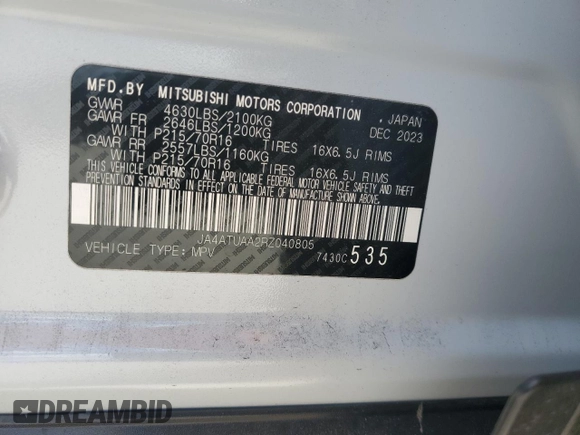 MFD.BY MITSUBISHI MOTORS CORPORATION , JAPAN
GVWR 4630LBS/2100KG DEC 2023
GAWR FR 2646LBS/1200KG
WITH P215/70R16 TIRES 16X6.5J RIMS
GAWR RR 2557LBS/1160KG
WITH P215/70R16 TIRES 16X6.5J RIMS
THIS VEHICLE CONFORMS TO ALL APPLICABLE FEDERAL MOTOR VEHICLE SAFETY AND THEFT
PREVENTION STANDARDS IN EFFECT ON THE DATE OF MANUFACTURE SHOWN ABOVE.
JA4ATUAA2RZ040805
VEHICLE TYPE: MPV 7430C 535
DREAMBID